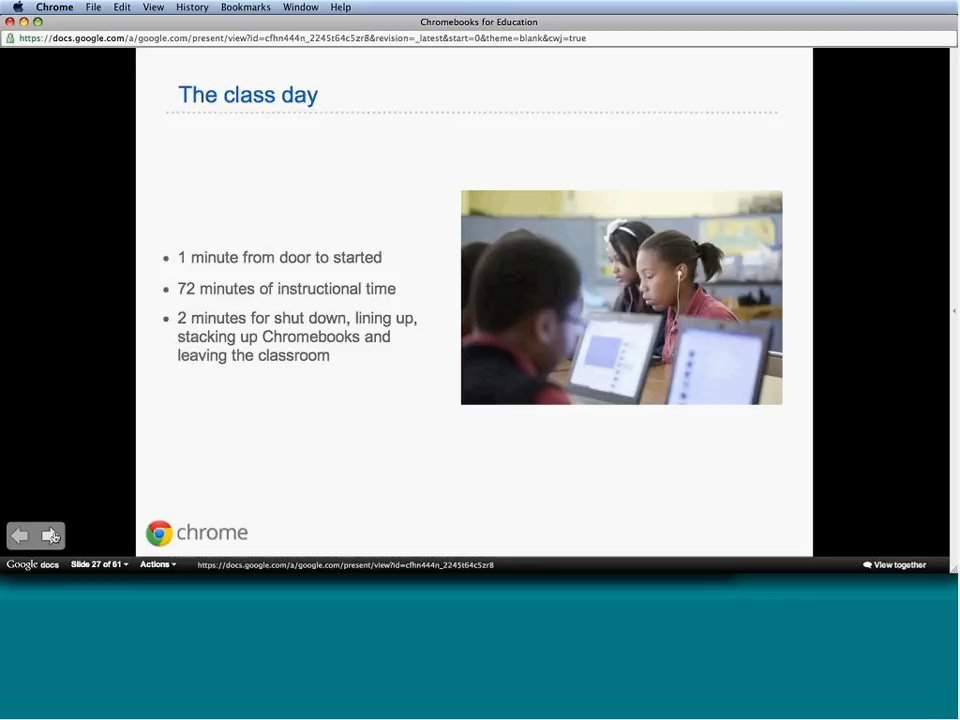 Chrome File Edit View History Bookmarks Window Help
Chromebooks for Education
https://docs.google.com/a/google.com/present/view?id=cfhn444n_2245t64c5zr8&revision=_latest&start=0&theme=blank&cwj=true
The class day
1 minute from door to started
72 minutes of instructional time
2 minutes for shut down, lining up,
stacking up Chromebooks and
leaving the classroom
chrome
Google docs Slide 27 of 61 Actions https://docs.google.com/a/google.com/present/view?id=cfhn444n_2245t64c5zr8 View together